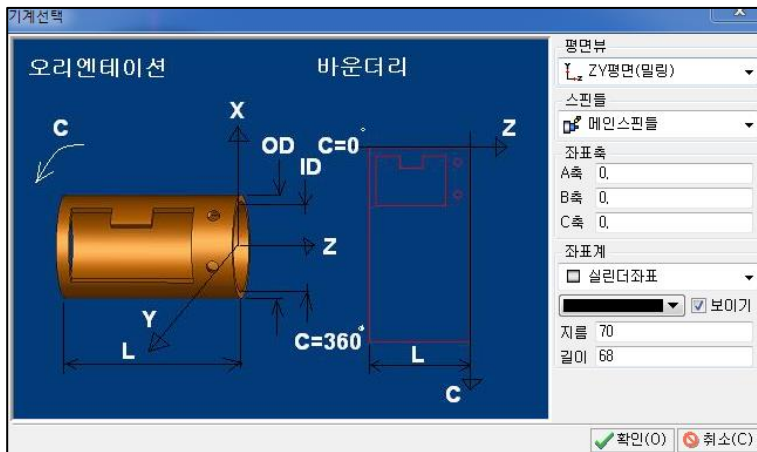 기계선택
오리엔테이션
바운더리
C
X
OD
ID
Z
Y
L
C=0°
Z
C=360°
L
C
평면뷰
ZY평면(밀링)
스핀들
메인스핀들
좌표축
A축 0,
B축 0,
C축 0,
좌표계
실린더좌표
보이기
지름 70
길이 68
확인(O) 취소(C)